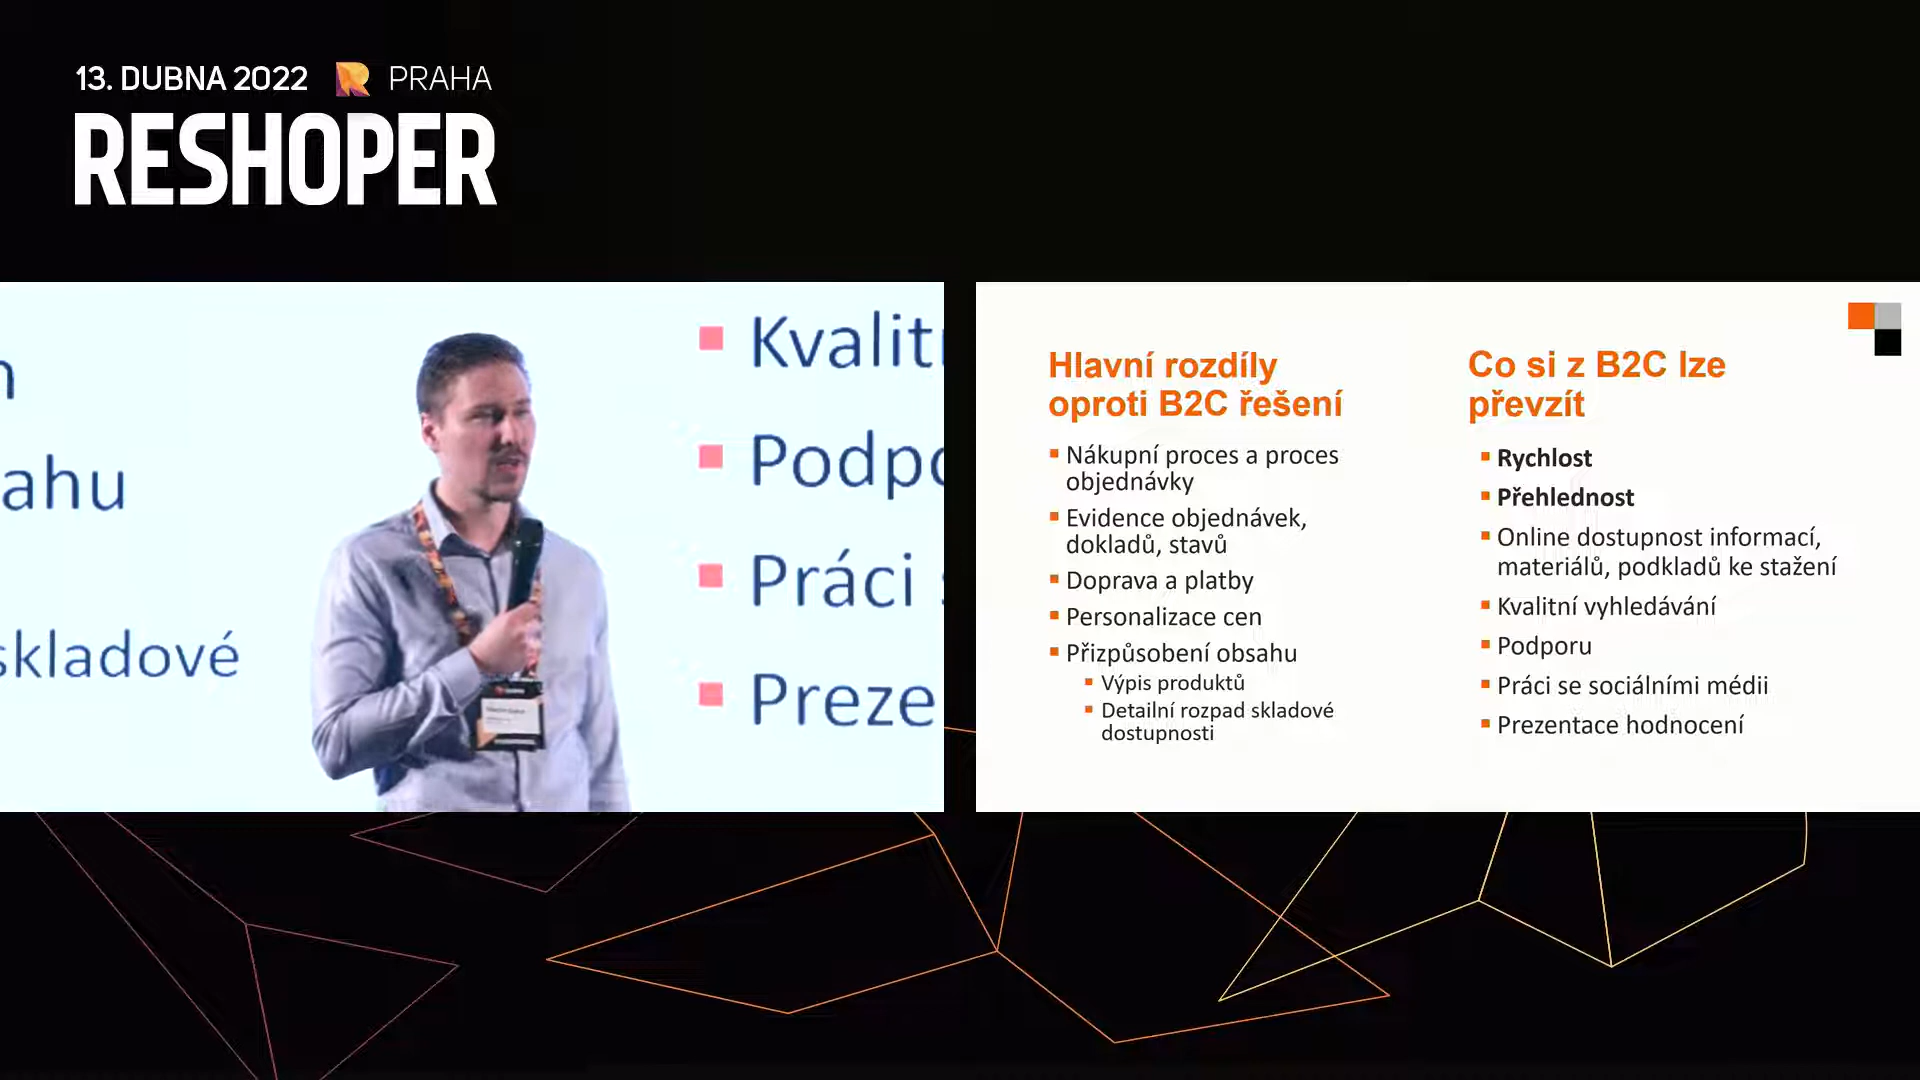 13. DUBNA 2022 PRAHA
RESHOPER
ahu
skladové
Kvalit
Podpo
Práci
Preze
Hlavní rozdíly
oproti B2C řešení
Nákupní proces a proces
objednávky
Evidence objednávek,
dokladů, stavů
Doprava a platby
Personalizace cen
Přizpůsobení obsahu
Výpis produktů
Detailní rozpad skladové
dostupnosti
Co si z B2C lze
převzít
Rychlost
Přehlednost
Online dostupnost informací,
materiálů, podkladů ke stažení
Kvalitní vyhledávání
Podporu
Práci se sociálními médii
Prezentace hodnocení